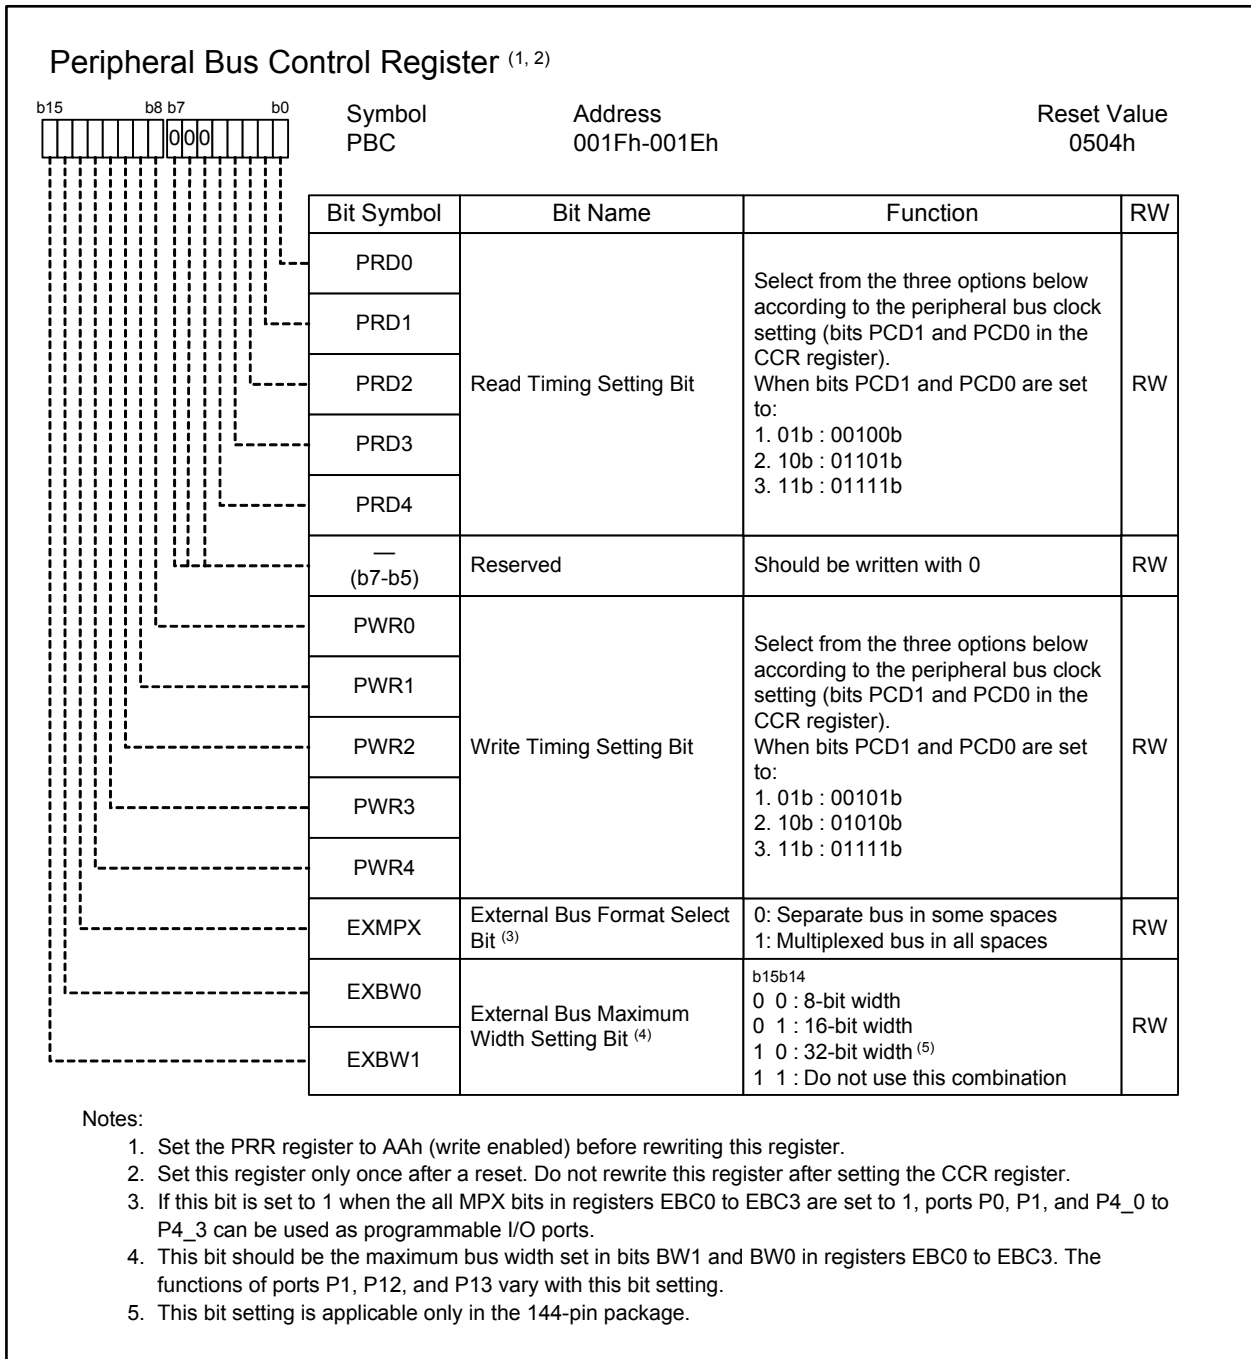 Peripheral Bus Control Register (1, 2)
b15 b8 b7 b0
0 0 0
Symbol Address Reset Value
PBC 001Fh-001Eh 0504h
Bit Symbol Bit Name Function RW
PRD0
PRD1
PRD2
PRD3
PRD4
Read Timing Setting Bit
Select from the three options below
according to the peripheral bus clock
setting (bits PCD1 and PCD0 in the
CCR register).
When bits PCD1 and PCD0 are set
to:
1. 01b : 00100b
2. 10b : 01101b
3. 11b : 01111b
RW
—
(b7-b5)
Reserved
Should be written with 0
RW
PWR0
PWR1
PWR2
PWR3
PWR4
Write Timing Setting Bit
Select from the three options below
according to the peripheral bus clock
setting (bits PCD1 and PCD0 in the
CCR register).
When bits PCD1 and PCD0 are set
to:
1. 01b : 00101b
2. 10b : 01010b
3. 11b : 01111b
RW
EXMPX
External Bus Format Select
Bit (3)
0: Separate bus in some spaces
1: Multiplexed bus in all spaces
RW
EXBW0
EXBW1
External Bus Maximum
Width Setting Bit (4)
b15b14
0 0 : 8-bit width
0 1 : 16-bit width
1 0 : 32-bit width (5)
1 1 : Do not use this combination
RW
Notes:
1. Set the PRR register to AAh (write enabled) before rewriting this register.
2. Set this register only once after a reset. Do not rewrite this register after setting the CCR register.
3. If this bit is set to 1 when the all MPX bits in registers EBC0 to EBC3 are set to 1, ports P0, P1, and P4_0 to
P4_3 can be used as programmable I/O ports.
4. This bit should be the maximum bus width set in bits BW1 and BW0 in registers EBC0 to EBC3. The
functions of ports P1, P12, and P13 vary with this bit setting.
5. This bit setting is applicable only in the 144-pin package.